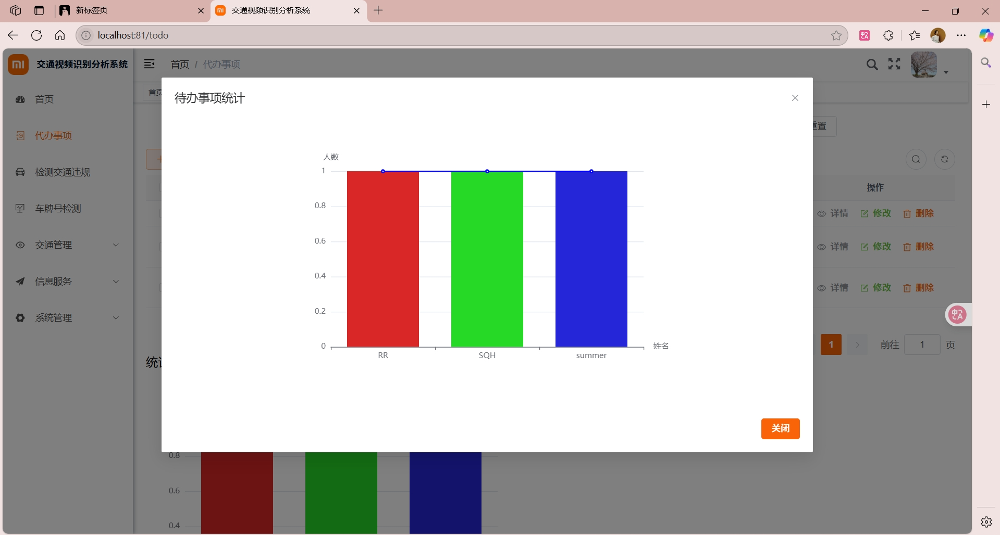 新标签页
交通视频识别分析系统
localhost:81/todo
交通视频识别分析系统
首页 / 代办事项
首页
代办事项
检测交通违规
车牌号检测
交通管理
信息服务
系统管理
首页
重置
操作
详情 修改 删除
详情 修改 删除
详情 修改 删除
1
前往 1 页
待办事项统计
人数
1
0.8
0.6
0.4
0.2
0
RR SQH summer
姓名
关闭
0.8
0.6
0.4